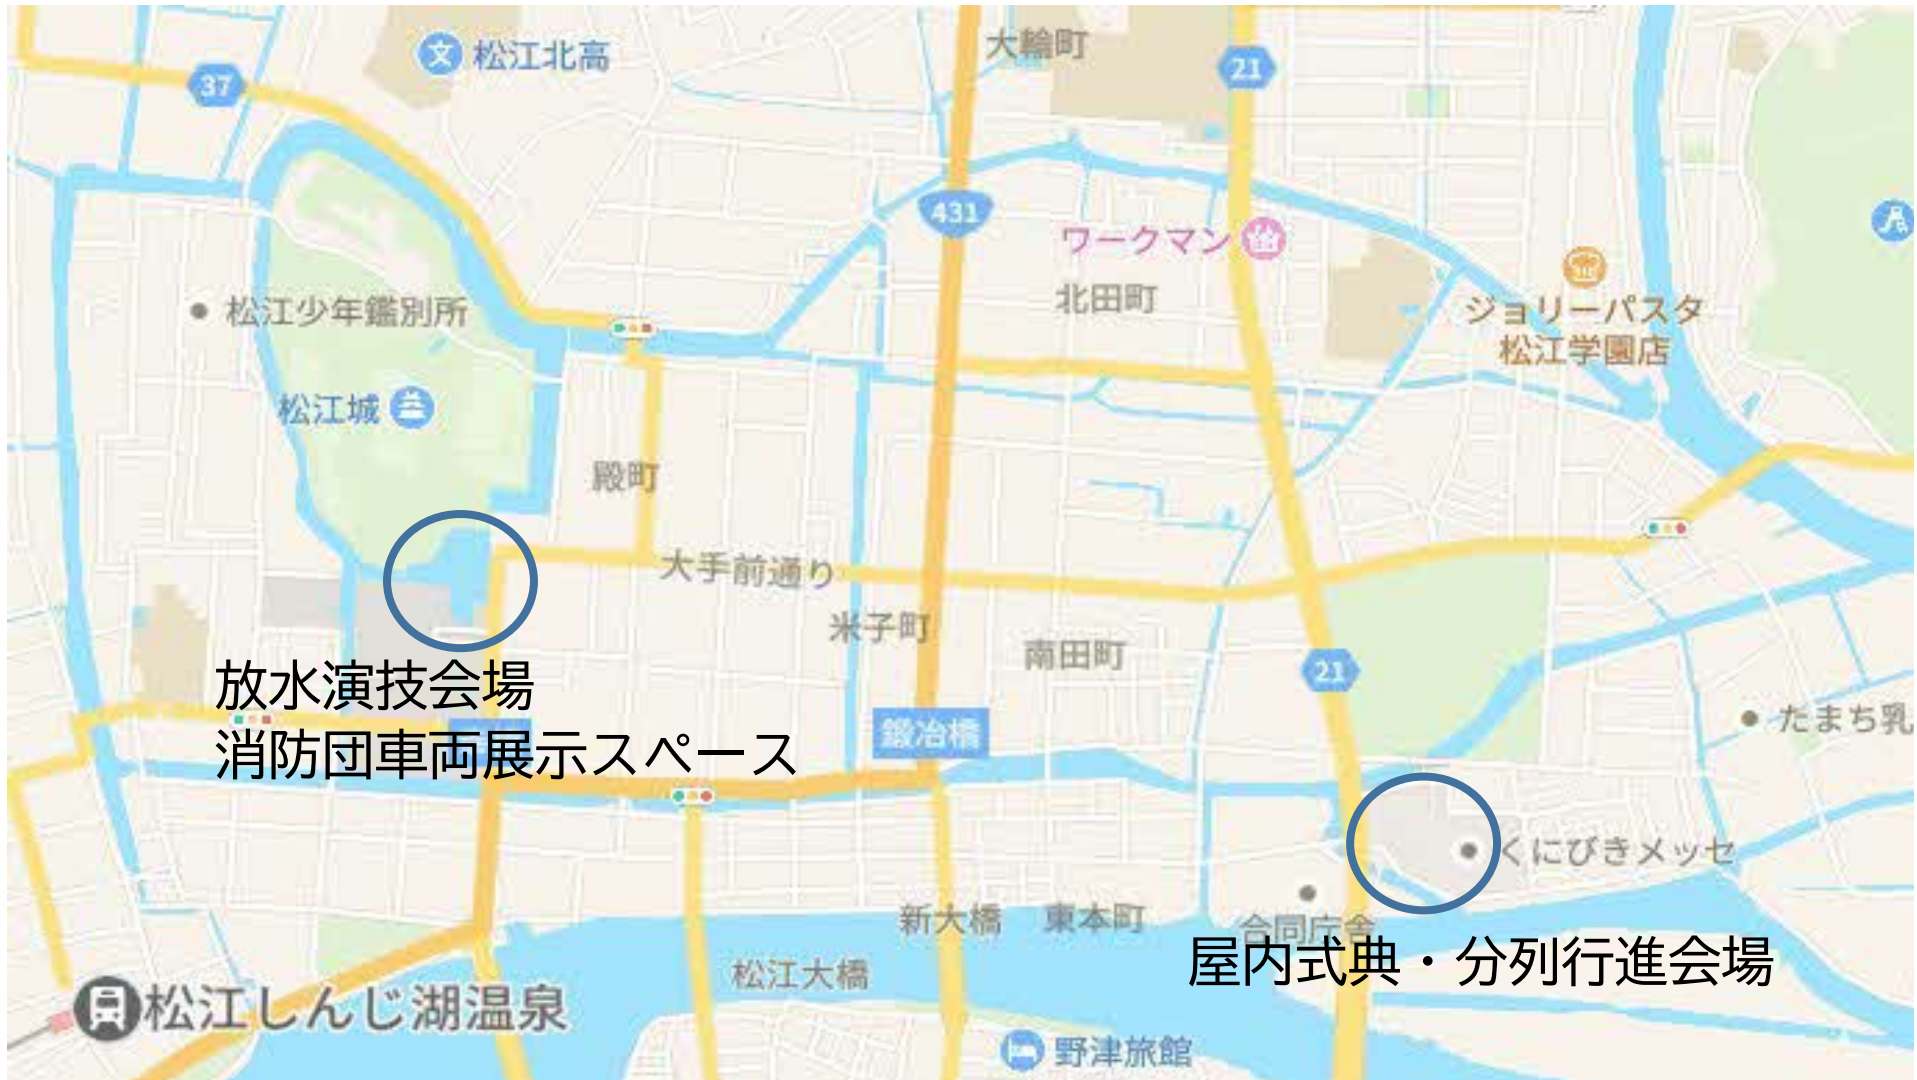 松江北高
大輪町
37
21
431
ワークマン
北田町
松江少年鑑別所
ジョリーパスタ
松江学園店
松江城
殿町
大手前通り
米子町
南田町
21
放水演技会場
消防団車両展示スペース
鍛冶橋
たまち乳
くにびきメッセ
新大橋
東本町
合同庁舎
屋内式典・分列行進会場
松江大橋
松江しんじ湖温泉
野津旅館